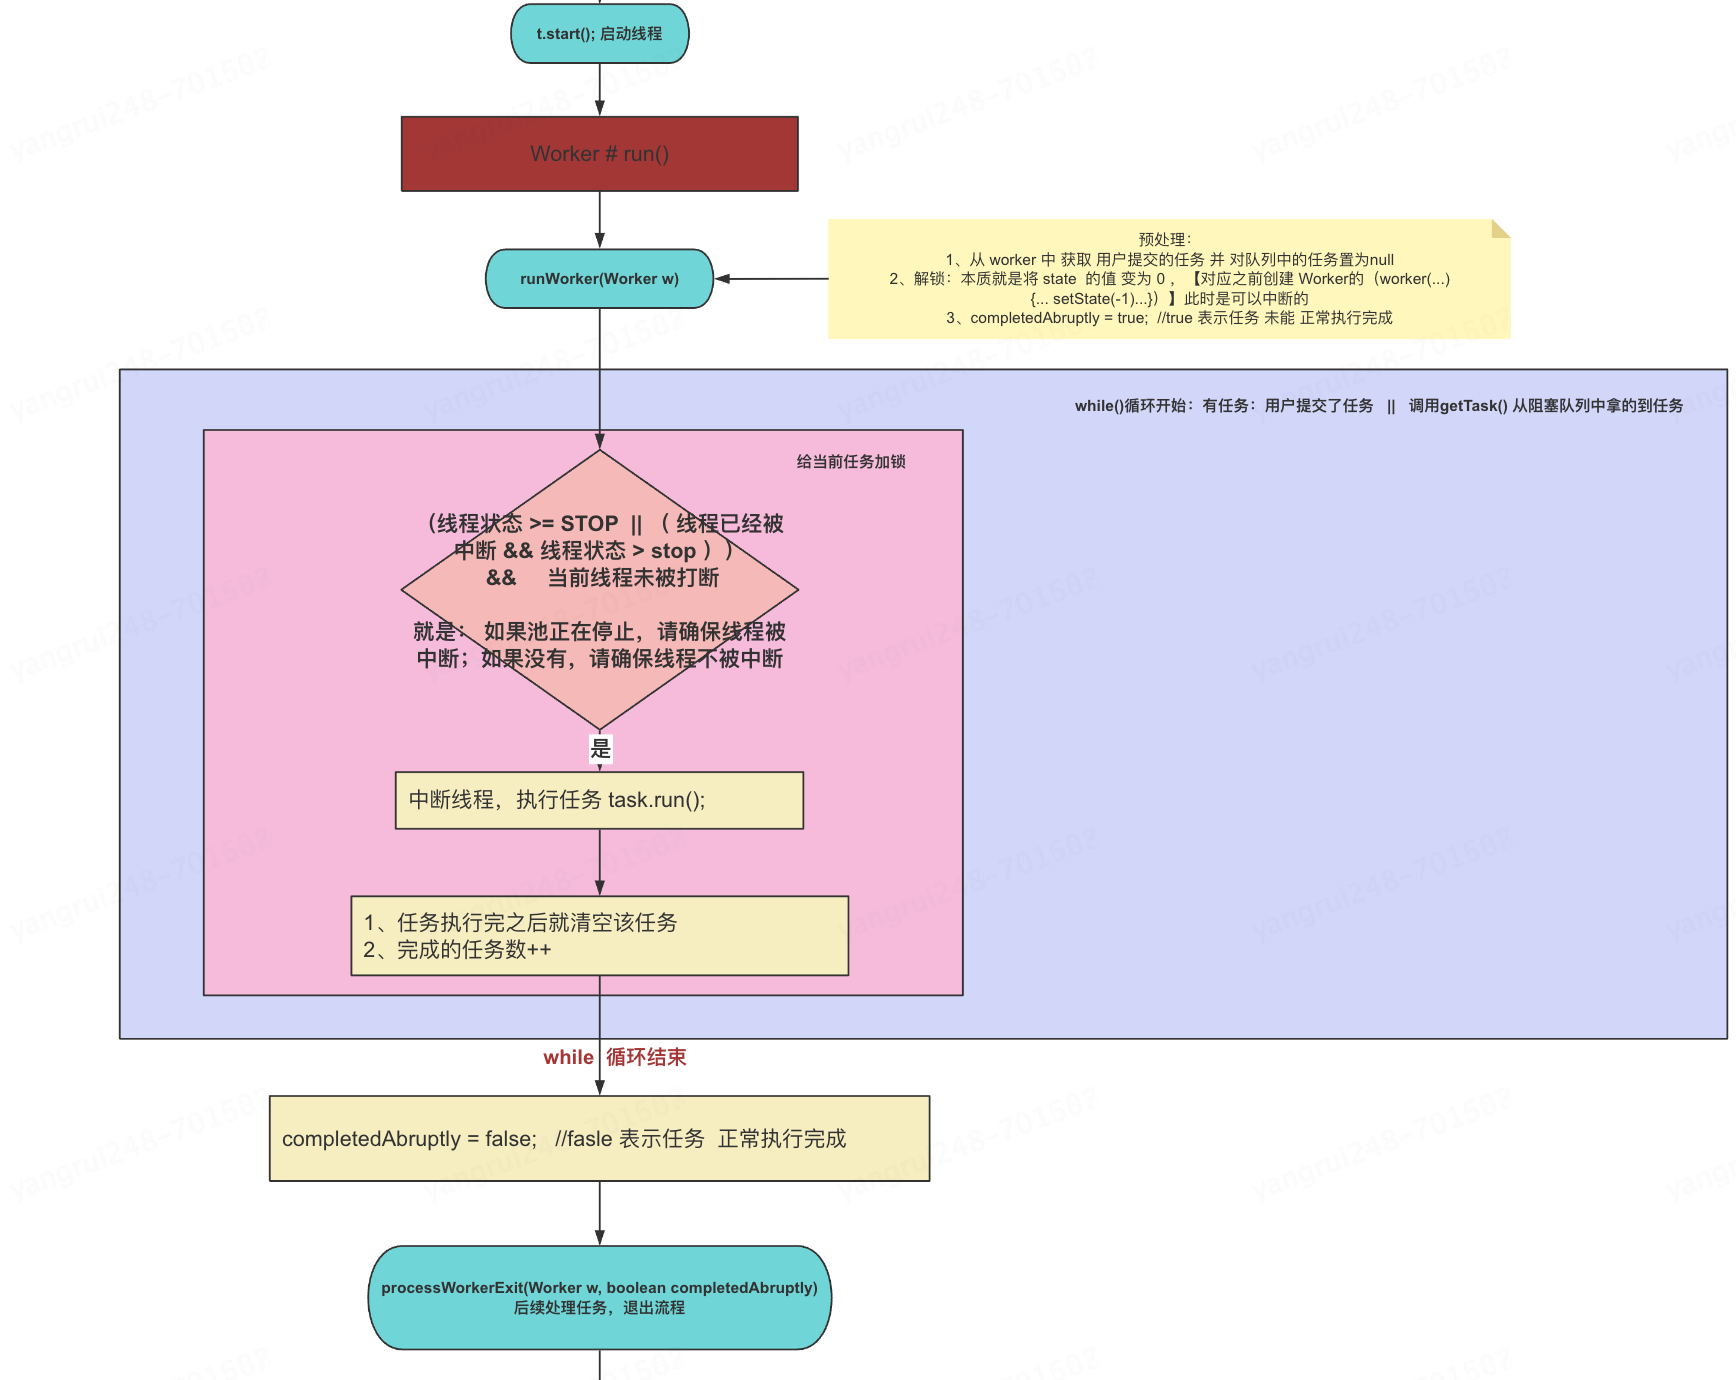 t.start(); 启动线程
Worker # run()
runWorker(Worker w)
预处理：
1、从 worker 中 获取 用户提交的任务 并 对队列中的任务置为null
2、解锁：本质就是将 state  的值 变为 0 ，【对应之前创建 Worker的（worker(...)
{... setState(-1)...}）】此时是可以中断的
3、completedAbruptly = true;  //true 表示任务 未能 正常执行完成
while()循环开始：有任务：用户提交了任务   ||   调用getTask() 从阻塞队列中拿的到任务
给当前任务加锁
（线程状态 >= STOP  ||  （ 线程已经被
中断 && 线程状态 > stop ））
&&     当前线程未被打断
就是： 如果池正在停止，请确保线程被
中断；如果没有，请确保线程不被中断
是
中断线程，执行任务 task.run();
1、任务执行完之后就清空该任务
2、完成的任务数++
while  循环结束
completedAbruptly = false;   //fasle 表示任务  正常执行完成
processWorkerExit(Worker w, boolean completedAbruptly)
后续处理任务，退出流程